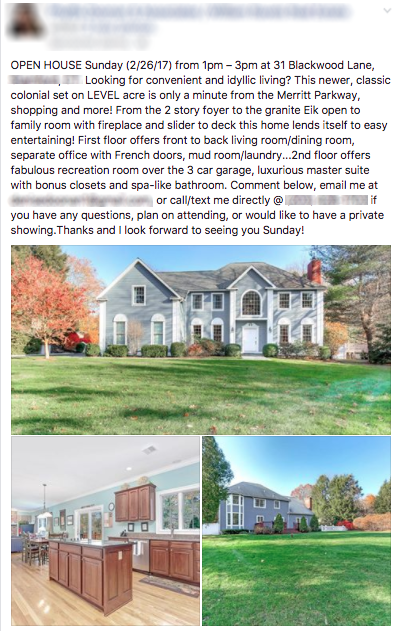 OPEN HOUSE Sunday (2/26/17) from 1pm – 3pm at 31 Blackwood Lane,
Looking for convenient and idyllic living? This newer, classic
colonial set on LEVEL acre is only a minute from the Merritt Parkway,
shopping and more! From the 2 story foyer to the granite Eik open to
family room with fireplace and slider to deck this home lends itself to easy
entertaining! First floor offers front to back living room/dining room,
separate office with French doors, mud room/laundry...2nd floor offers
fabulous recreation room over the 3 car garage, luxurious master suite
with bonus closets and spa-like bathroom. Comment below, email me at
, or call/text me directly @ if
you have any questions, plan on attending, or would like to have a private
showing.Thanks and I look forward to seeing you Sunday!